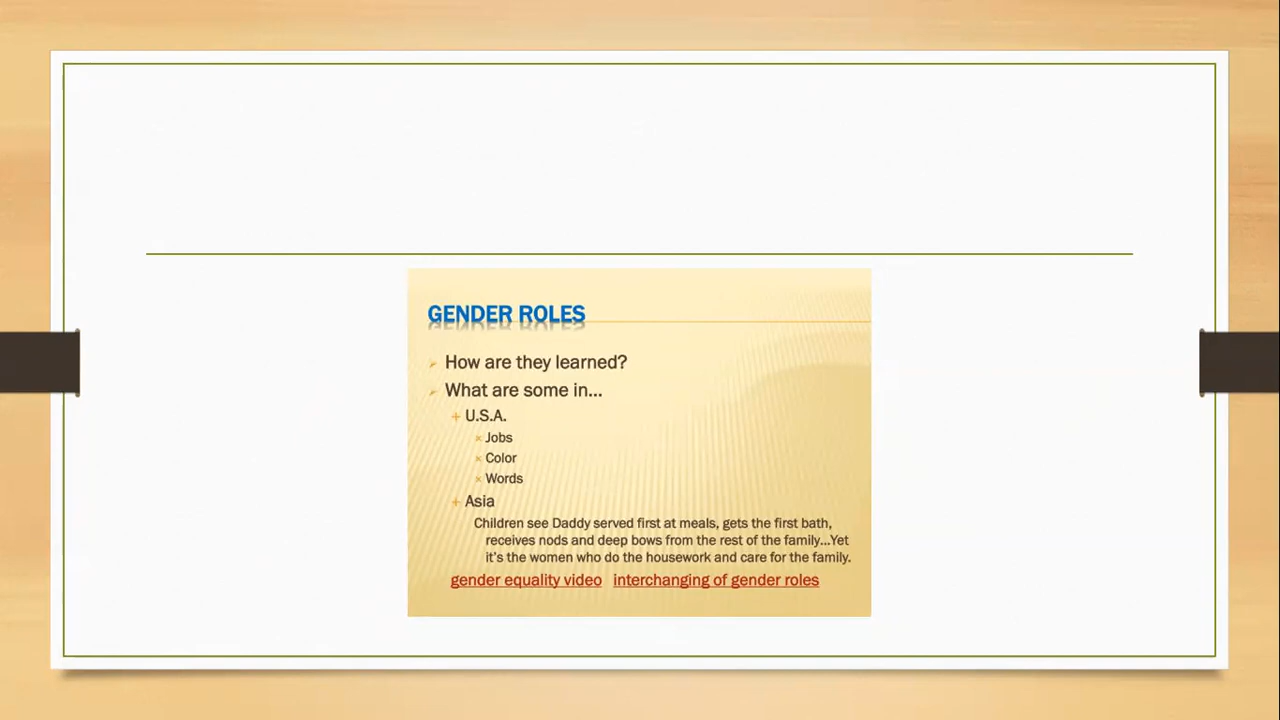 GENDER ROLES
How are they learned?
What are some in...
U.S.A.
Jobs
Color
Words
Asia
Children see Daddy served first at meals, gets the first bath,
receives nods and deep bows from the rest of the family...Yet
it's the women who do the housework and care for the family.
gender equality video interchanging of gender roles